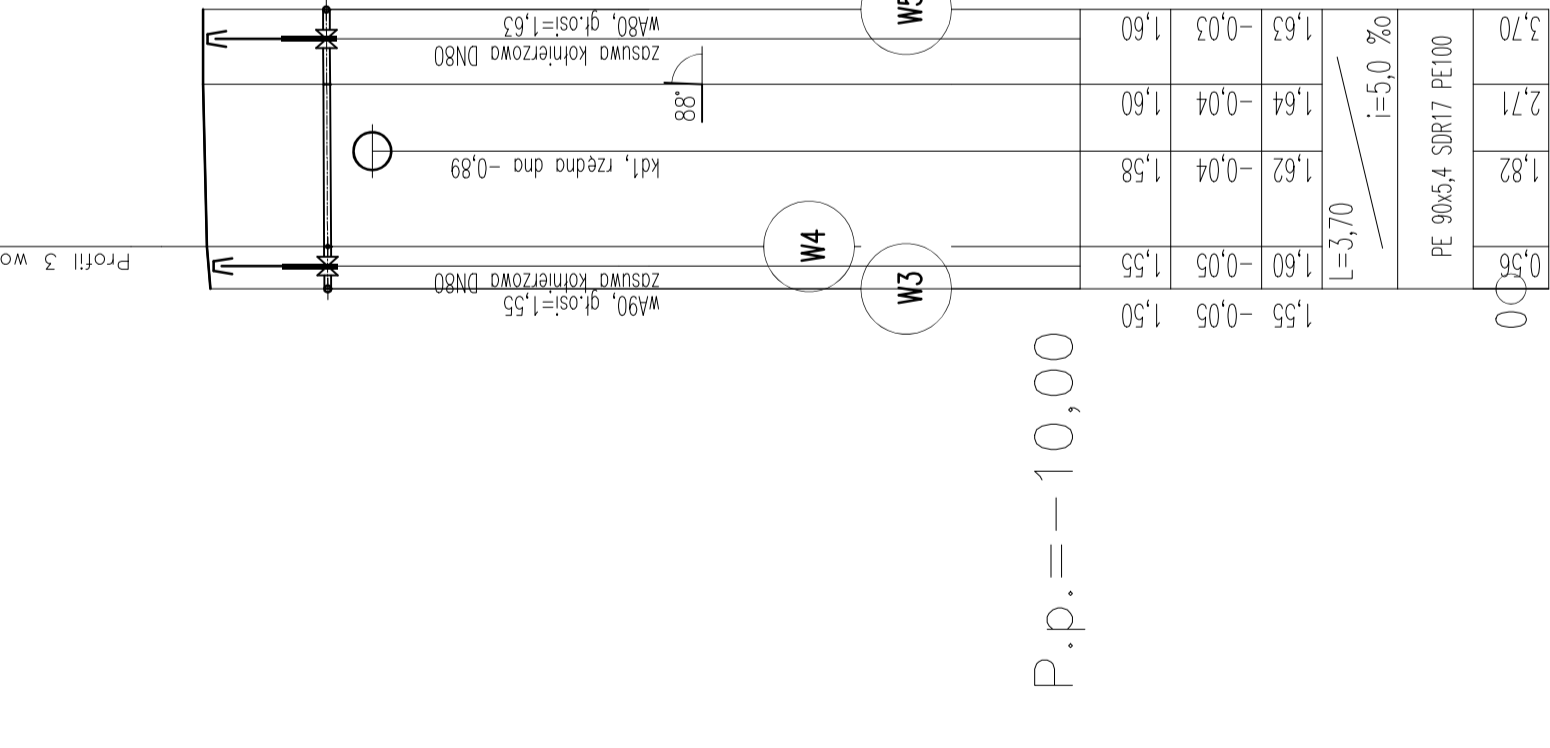 Profil 3 wo
WA80, gł.osi=1,63
zasuwa kołnierzowa DN80
88°
kd1, rzędna dna -0,89
zasuwa kołnierzowa DN80
WA90, gł.osi=1,55
W4
W3
P.p.=-10,00
1,60 -0,03 1,63 3,70
1,60 -0,04 1,64 2,71
1,58 -0,04 1,62 1,82
1,55 -0,05 1,60 0,56
1,50 -0,05 1,55 0
L=3,70
i=5,0 ‰
PE 90x5,4 SDR17 PE100